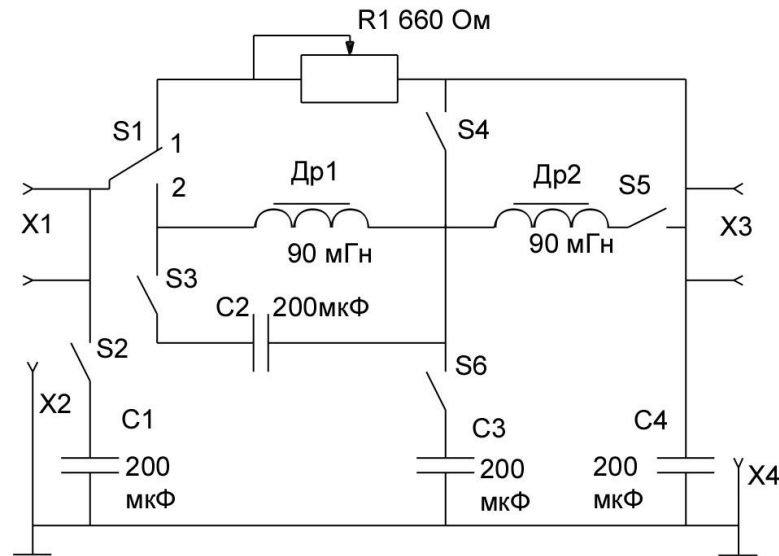 R1 660 Ом
S1
1
S4
2
Др1
Др2
S5
X1
90 мГн
90 мГн
X3
S3
C2
200мкФ
S2
S6
X2
C1
C3
C4
200
мкФ
200
мкФ
200
мкФ
X4